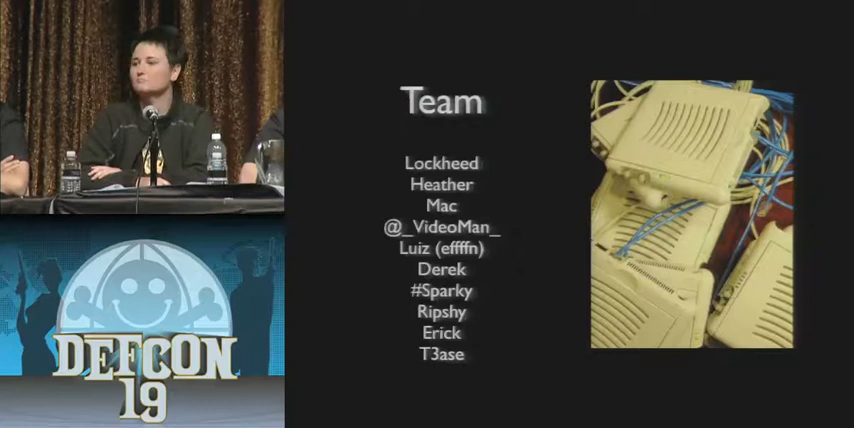 Team
Lockheed
Heather
Mac
@_VideoMan_
Luiz (effffn)
Derek
#Sparky
Ripshy
Erick
T3ase
DEFCON
19